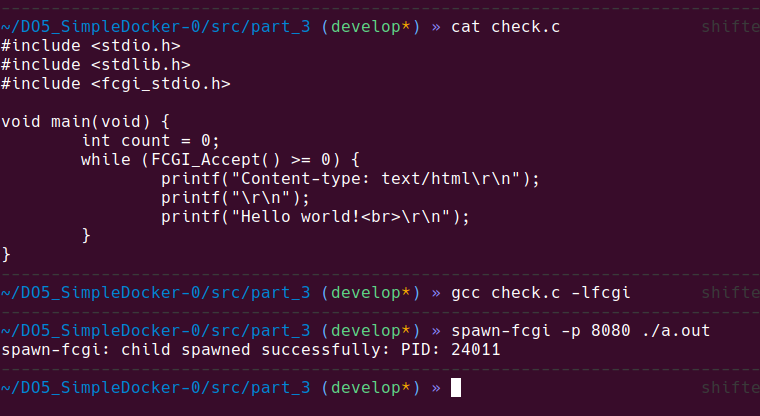 ~/DO5_SimpleDocker-0/src/part_3 (develop*) » cat check.c shifte
#include <stdio.h>
#include <stdlib.h>
#include <fcgi_stdio.h>
void main(void) {
        int count = 0;
        while (FCGI_Accept() >= 0) {
                printf("Content-type: text/html\r\n");
                printf("\r\n");
                printf("Hello world!<br>\r\n");
        }
}
~/DO5_SimpleDocker-0/src/part_3 (develop*) » gcc check.c -lfcgi shifte
~/DO5_SimpleDocker-0/src/part_3 (develop*) » spawn-fcgi -p 8080 ./a.out
spawn-fcgi: child spawned successfully: PID: 24011
~/DO5_SimpleDocker-0/src/part_3 (develop*) » shifte